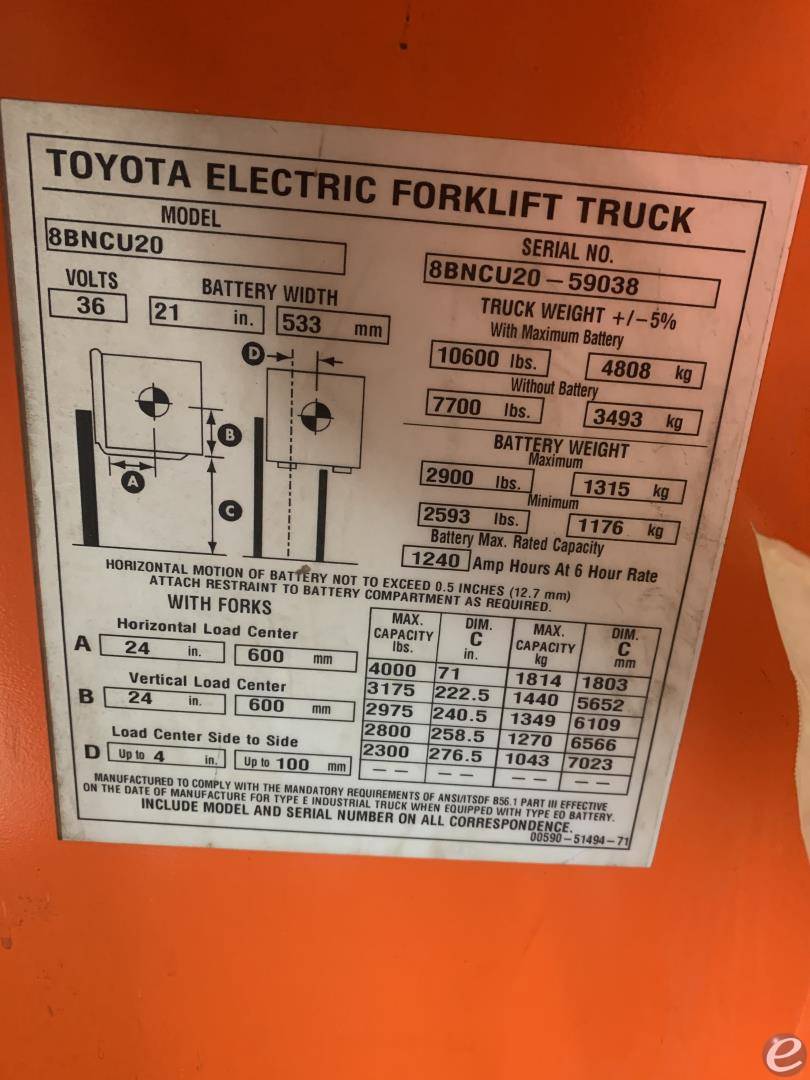 TOYOTA ELECTRIC FORKLIFT TRUCK
MODEL
8BNCU20
SERIAL NO.
8BNCU20-59038
VOLTS
36
BATTERY WIDTH
21 in. 533 mm
TRUCK WEIGHT +/-5%
With Maximum Battery
10600 lbs. 4808 kg
Without Battery
7700 lbs. 3493 kg
BATTERY WEIGHT
Maximum
2900 lbs. 1315 kg
Minimum
2593 lbs. 1176 kg
Battery Max. Rated Capacity
1240 Amp Hours At 6 Hour Rate
D
B
A
C
HORIZONTAL MOTION OF BATTERY NOT TO EXCEED 0.5 INCHES (12.7 mm)
ATTACH RESTRAINT TO BATTERY COMPARTMENT AS REQUIRED.
WITH FORKS
Horizontal Load Center
A 24 in. 600 mm
Vertical Load Center
B 24 in. 600 mm
Load Center Side to Side
D Up to 4 in. Up to 100 mm
MAX. CAPACITY lbs. DIM. C in. MAX. CAPACITY kg DIM. C mm
4000 71 1814 1803
3175 222.5 1440 5652
2975 240.5 1349 6109
2800 258.5 1270 6566
2300 276.5 1043 7023
-- -- -- --
MANUFACTURED TO COMPLY WITH THE MANDATORY REQUIREMENTS OF ANSI/ITSDF B56.1 PART III EFFECTIVE
ON THE DATE OF MANUFACTURE FOR TYPE E INDUSTRIAL TRUCK WHEN EQUIPPED WITH TYPE EO BATTERY.
INCLUDE MODEL AND SERIAL NUMBER ON ALL CORRESPONDENCE.
00590-51494-71
e